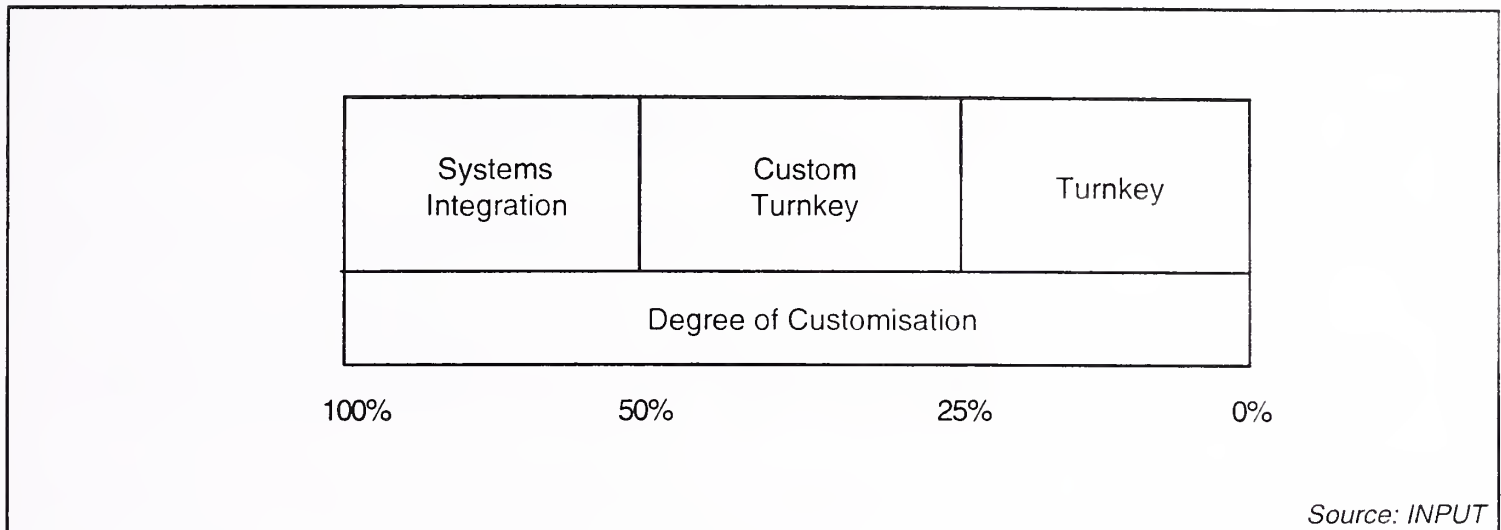 Systems
Integration
Custom
Turnkey
Turnkey
Degree of Customisation
100% 50% 25% 0%
Source: INPUT